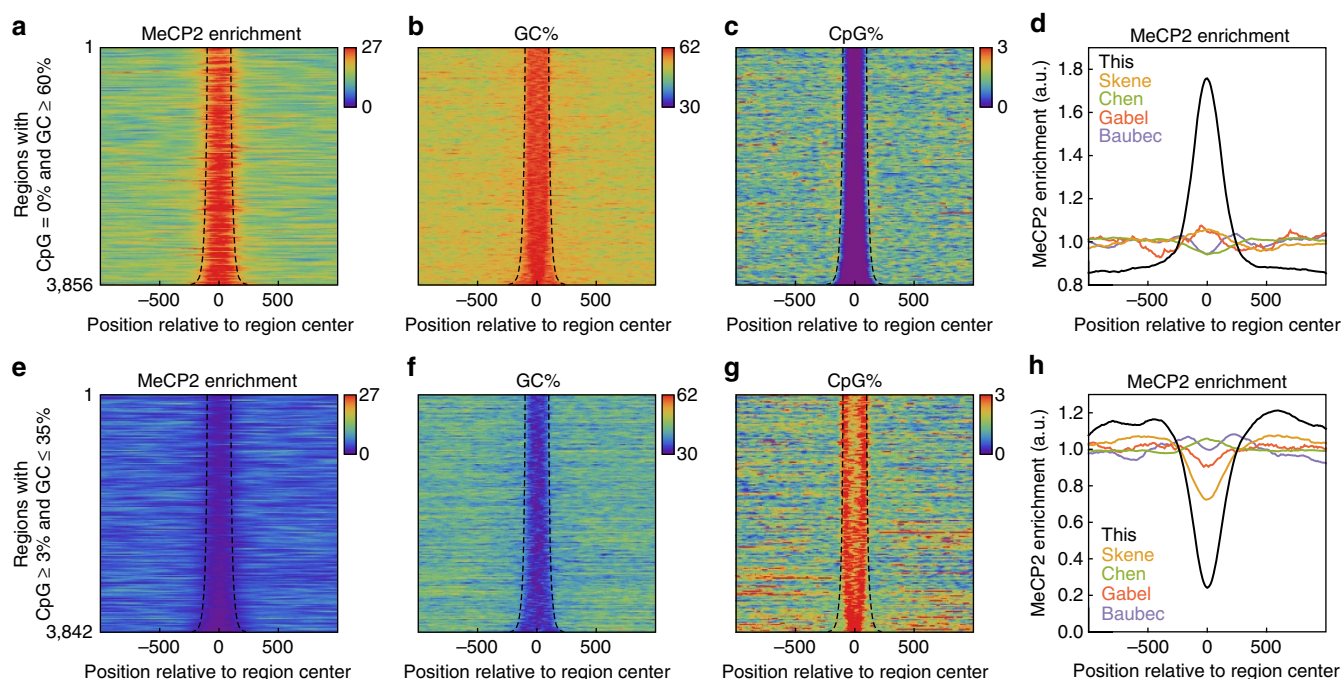 a
MeCP2 enrichment
Regions with
CpG = 0% and GC ≥ 60%
1
3,856
27
0
−500 0 500
Position relative to region center
b
GC%
62
30
−500 0 500
Position relative to region center
c
CpG%
3
0
−500 0 500
Position relative to region center
d
MeCP2 enrichment
MeCP2 enrichment (a.u.)
1.8
1.6
1.4
1.2
1.0
0.8
This
Skene
Chen
Gabel
Baubec
−500 0 500
Position relative to region center
e
MeCP2 enrichment
Regions with
CpG ≥ 3% and GC ≤ 35%
1
3,842
27
0
−500 0 500
Position relative to region center
f
GC%
62
30
−500 0 500
Position relative to region center
g
CpG%
3
0
−500 0 500
Position relative to region center
h
MeCP2 enrichment
MeCP2 enrichment (a.u.)
1.2
1.0
0.8
0.6
0.4
0.2
0.0
This
Skene
Chen
Gabel
Baubec
−500 0 500
Position relative to region center